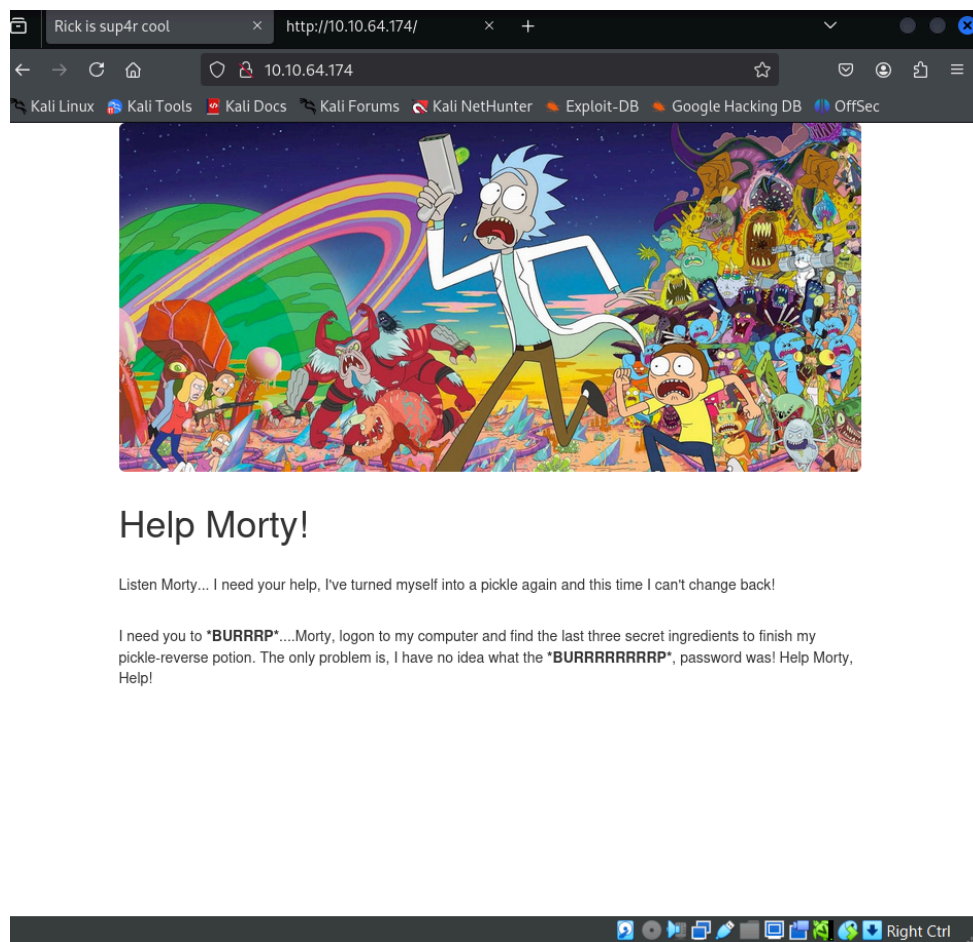 Rick is sup4r cool
http://10.10.64.174/
10.10.64.174
Kali Linux Kali Tools Kali Docs Kali Forums Kali NetHunter Exploit-DB Google Hacking DB OffSec
Help Morty!
Listen Morty... I need your help, I've turned myself into a pickle again and this time I can't change back!
I need you to *BURRRP*....Morty, logon to my computer and find the last three secret ingredients to finish my
pickle-reverse potion. The only problem is, I have no idea what the *BURRRRRRRRP*, password was! Help Morty,
Help!
Right Ctrl